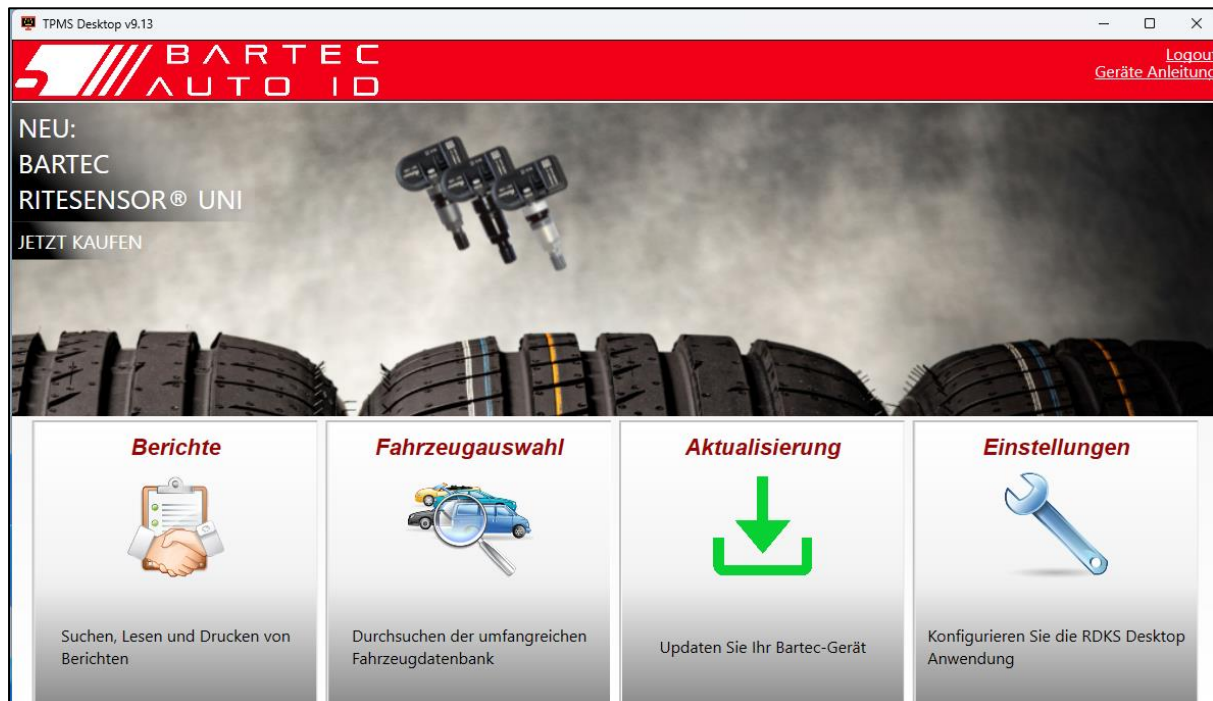 TPMS Desktop v9.13
BARTEC
AUTO ID
Logout
Geräte Anleitung
NEU:
BARTEC
RITESENSOR® UNI
JETZT KAUFEN
Berichte
Fahrzeugauswahl
Aktualisierung
Einstellungen
Suchen, Lesen und Drucken von
Berichten
Durchsuchen der umfangreichen
Fahrzeugdatenbank
Updaten Sie Ihr Bartec-Gerät
Konfigurieren Sie die RDKS Desktop
Anwendung